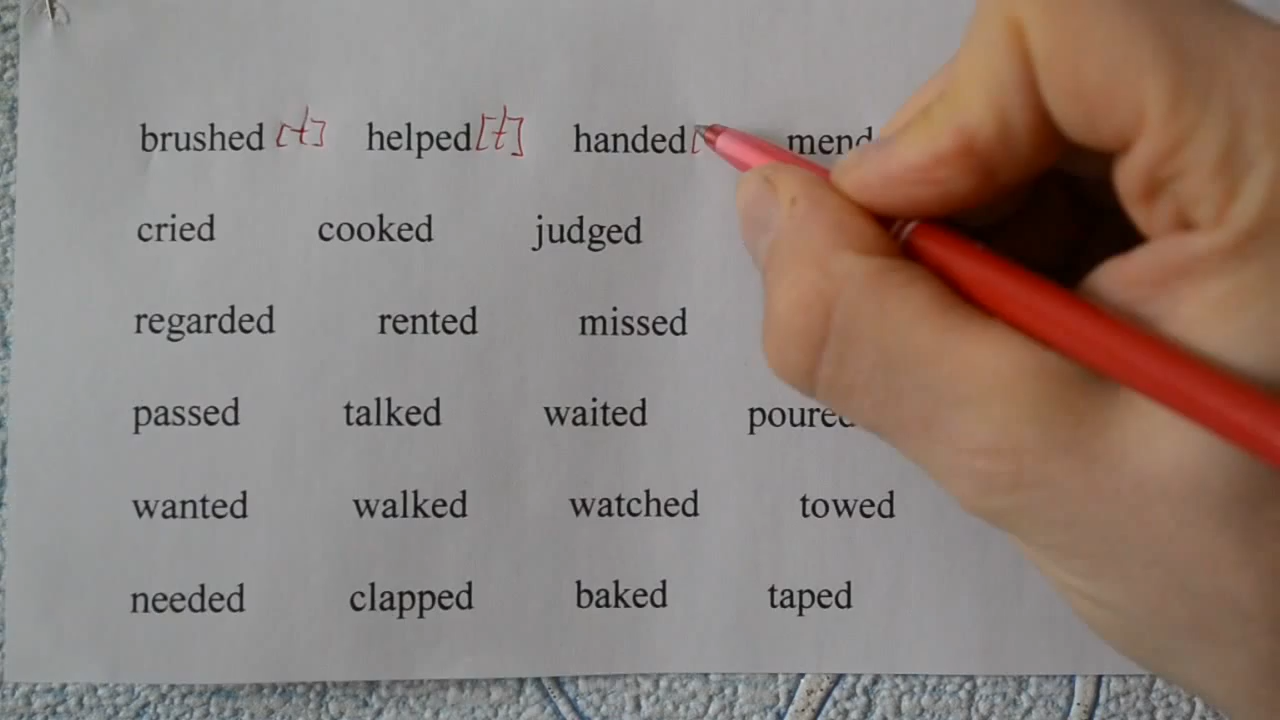 brushed [t] helped [t] handed [
cried cooked judged
regarded rented missed
passed talked waited
wanted walked watched towed
needed clapped baked taped